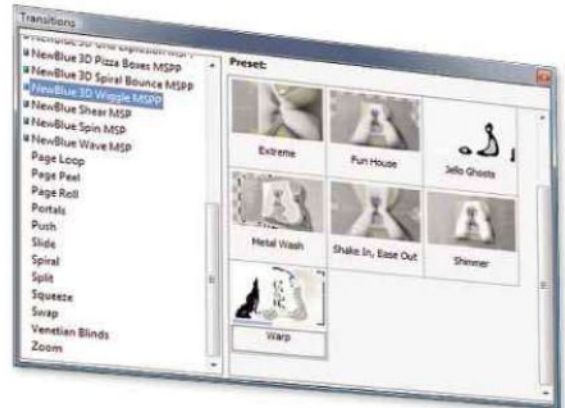 Transitions
NewBlue 3D Pizza Boxes MSPP
NewBlue 3D Spiral Bounce MSPP
NewBlue 3D Wiggle MSPP
NewBlue Shear MSP
NewBlue Spin MSP
NewBlue Wave MSP
Page Loop
Page Peel
Page Roll
Portals
Push
Slide
Spiral
Split
Squeeze
Swap
Venetian Blinds
Zoom
Preset:
Extreme
Fun House
Jello Ghosts
Metal Wash
Shake In, Ease Out
Shimmer
Warp